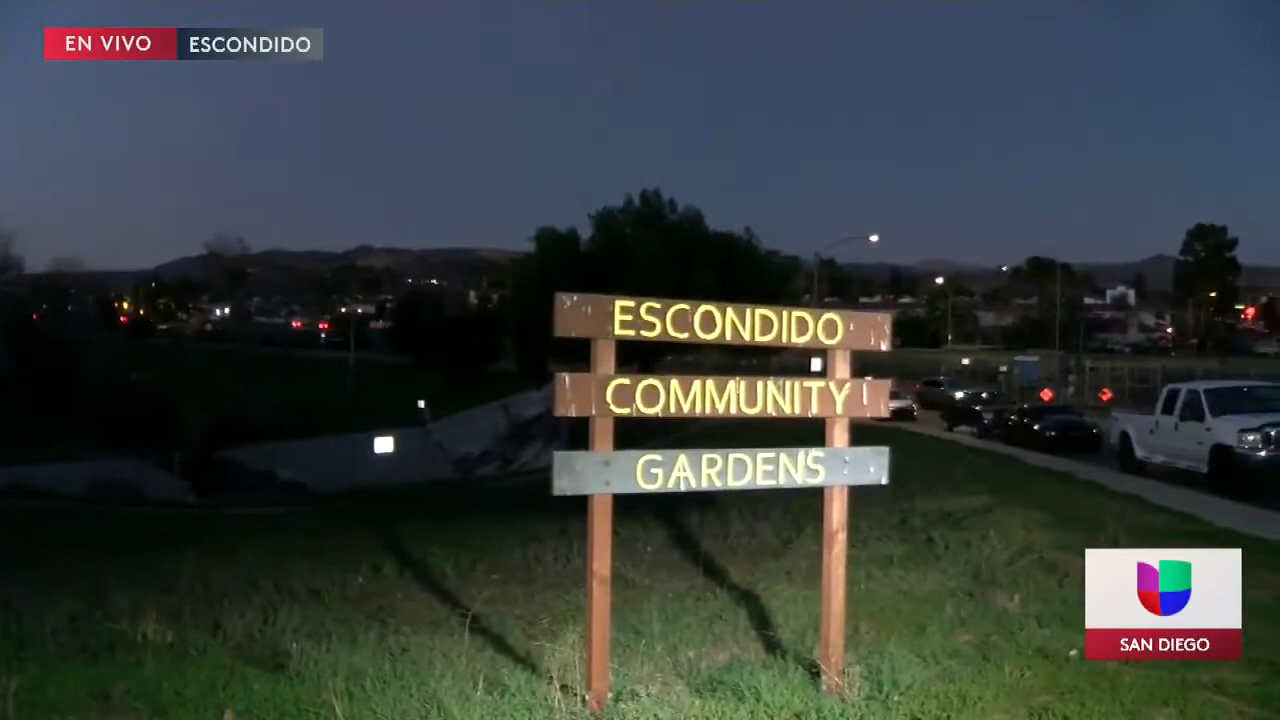 EN VIVO ESCONDIDO
ESCONDIDO
COMMUNITY
GARDENS
SAN DIEGO